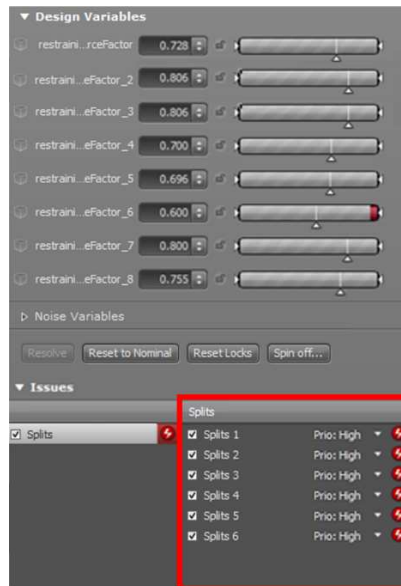 Design Variables
restraini...rceFactor 0.728
restraini...eFactor_2 0.806
restraini...eFactor_3 0.806
restraini...eFactor_4 0.700
restraini...eFactor_5 0.696
restraini...eFactor_6 0.600
restraini...eFactor_7 0.800
restraini...eFactor_8 0.755
Noise Variables
Resolve Reset to Nominal Reset Locks Spin off...
Issues
Splits
Splits Splits 1 Prio: High
Splits 2 Prio: High
Splits 3 Prio: High
Splits 4 Prio: High
Splits 5 Prio: High
Splits 6 Prio: High